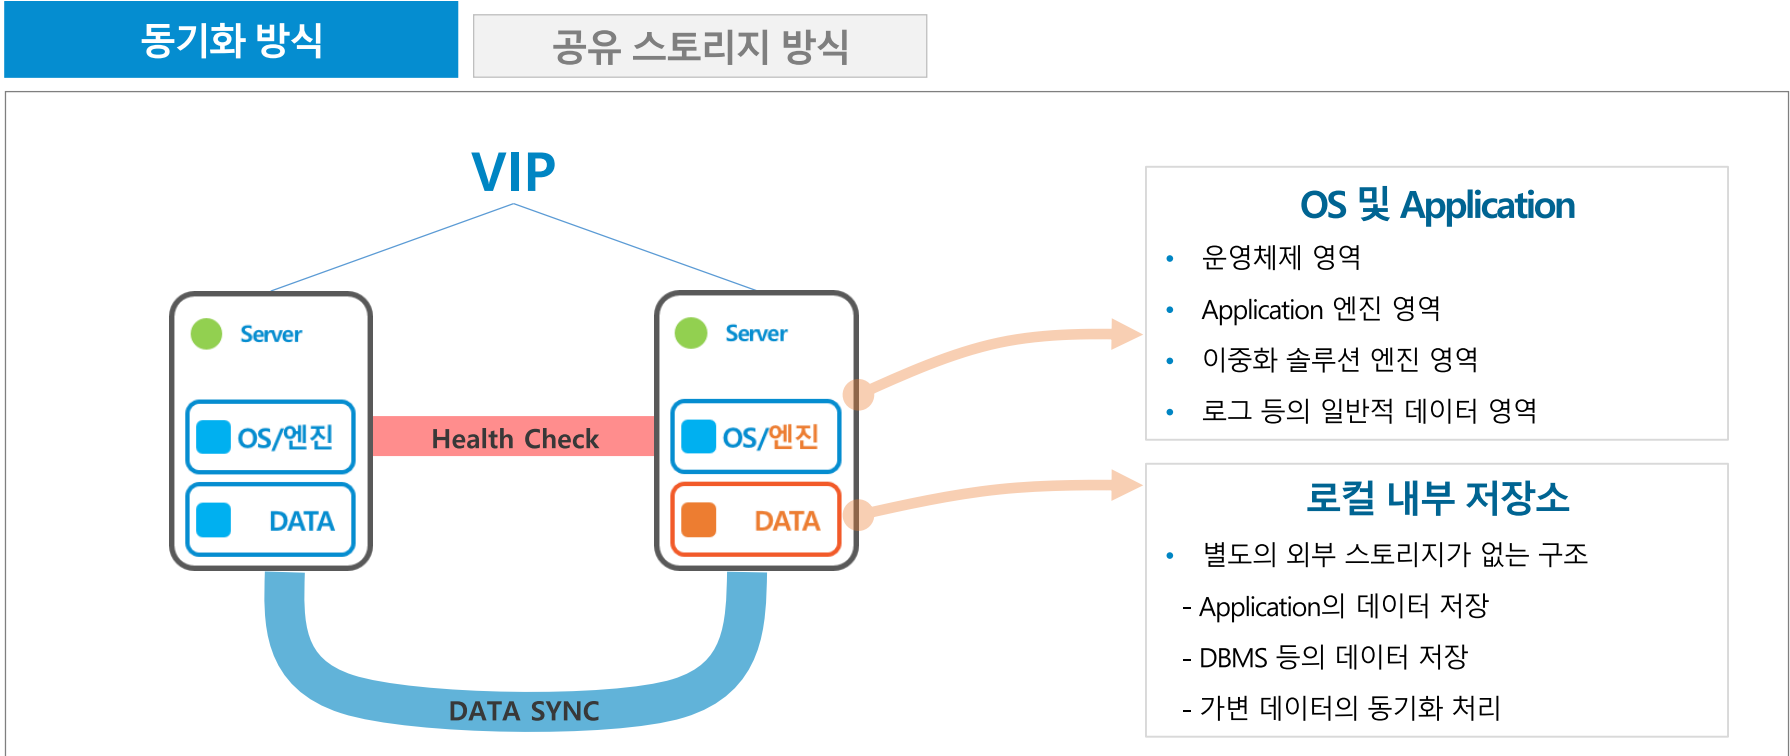 동기화 방식
공유 스토리지 방식
VIP
Server
OS/엔진
DATA
Health Check
Server
OS/엔진
DATA
DATA SYNC
OS 및 Application
• 운영체제 영역
• Application 엔진 영역
• 이중화 솔루션 엔진 영역
• 로그 등의 일반적 데이터 영역
로컬 내부 저장소
• 별도의 외부 스토리지가 없는 구조
- Application의 데이터 저장
- DBMS 등의 데이터 저장
- 가변 데이터의 동기화 처리